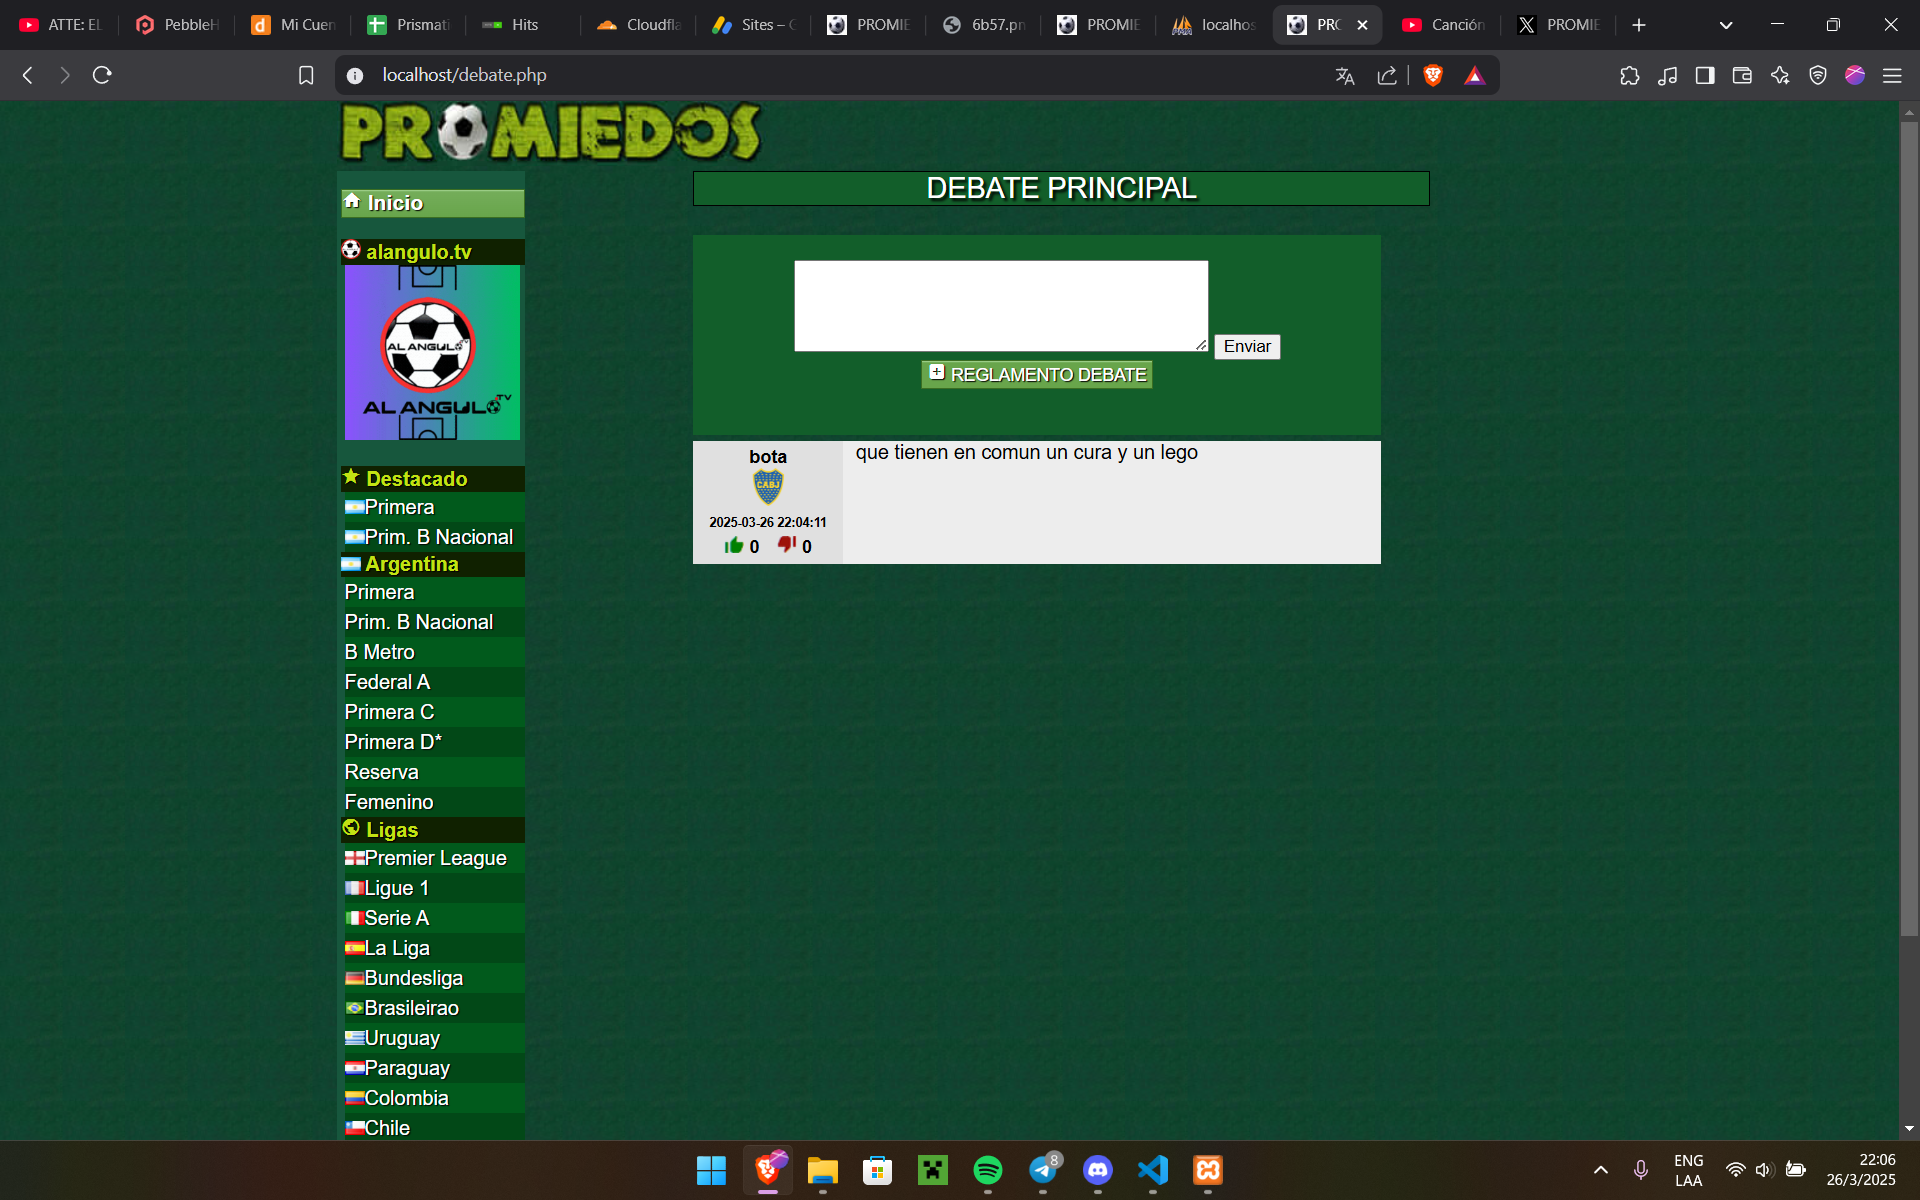 ATTE: EL
PebbleH
Mi Cuen
Prismati
Hits
Cloudfla
Sites – G
PROMIE
6b57.pn
PROMIE
localhos
PRO
Canción
PROMIE
localhost/debate.php
PROMIEDOS
Inicio
alangulo.tv
AL ANGULO
AL ANGULO TV
Destacado
Primera
Prim. B Nacional
Argentina
Primera
Prim. B Nacional
B Metro
Federal A
Primera C
Primera D*
Reserva
Femenino
Ligas
Premier League
Ligue 1
Serie A
La Liga
Bundesliga
Brasileirao
Uruguay
Paraguay
Colombia
Chile
DEBATE PRINCIPAL
Enviar
REGLAMENTO DEBATE
bota
CABJ
2025-03-26 22:04:11
0 0
que tienen en comun un cura y un lego
8
ENG
LAA
22:06
26/3/2025